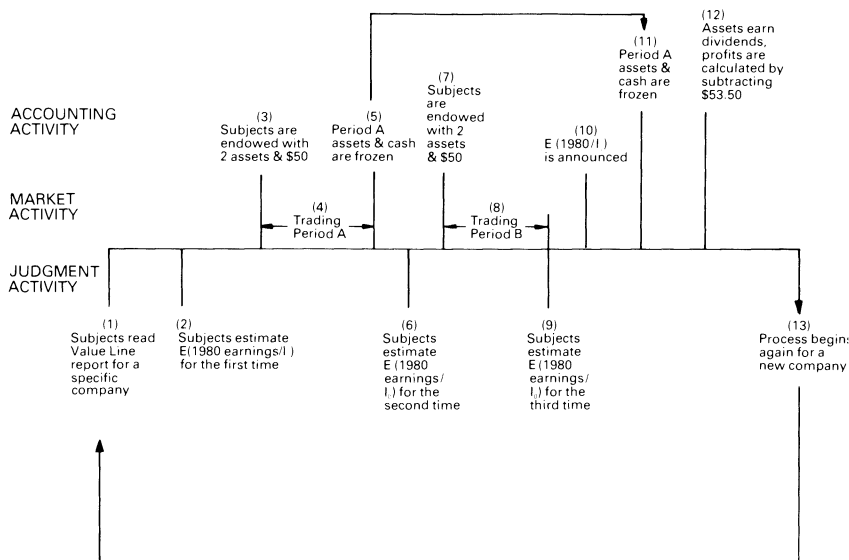 (12)
Assets earn
dividends,
profits are
calculated by
subtracting
$53.50
(11)
Period A
assets &
cash are
frozen
(7)
Subjects
are
endowed
with 2
assets
& $50
ACCOUNTING
ACTIVITY
(3)
Subjects are
endowed with
2 assets & $50
(5)
Period A
assets & cash
are frozen
(10)
E (1980/I )
is announced
MARKET
ACTIVITY
(4)
Trading
Period A
(8)
Trading
Period B
JUDGMENT
ACTIVITY
(1)
Subjects read
Value Line
report for a
specific
company
(2)
Subjects estimate
E(1980 earnings/I )
for the first time
(6)
Subjects
estimate
E (1980
earnings/
I ) for the
second time
(9)
Subjects
estimate
E (1980
earnings/
I ) for the
third time
(13)
Process begins
again for a
new company